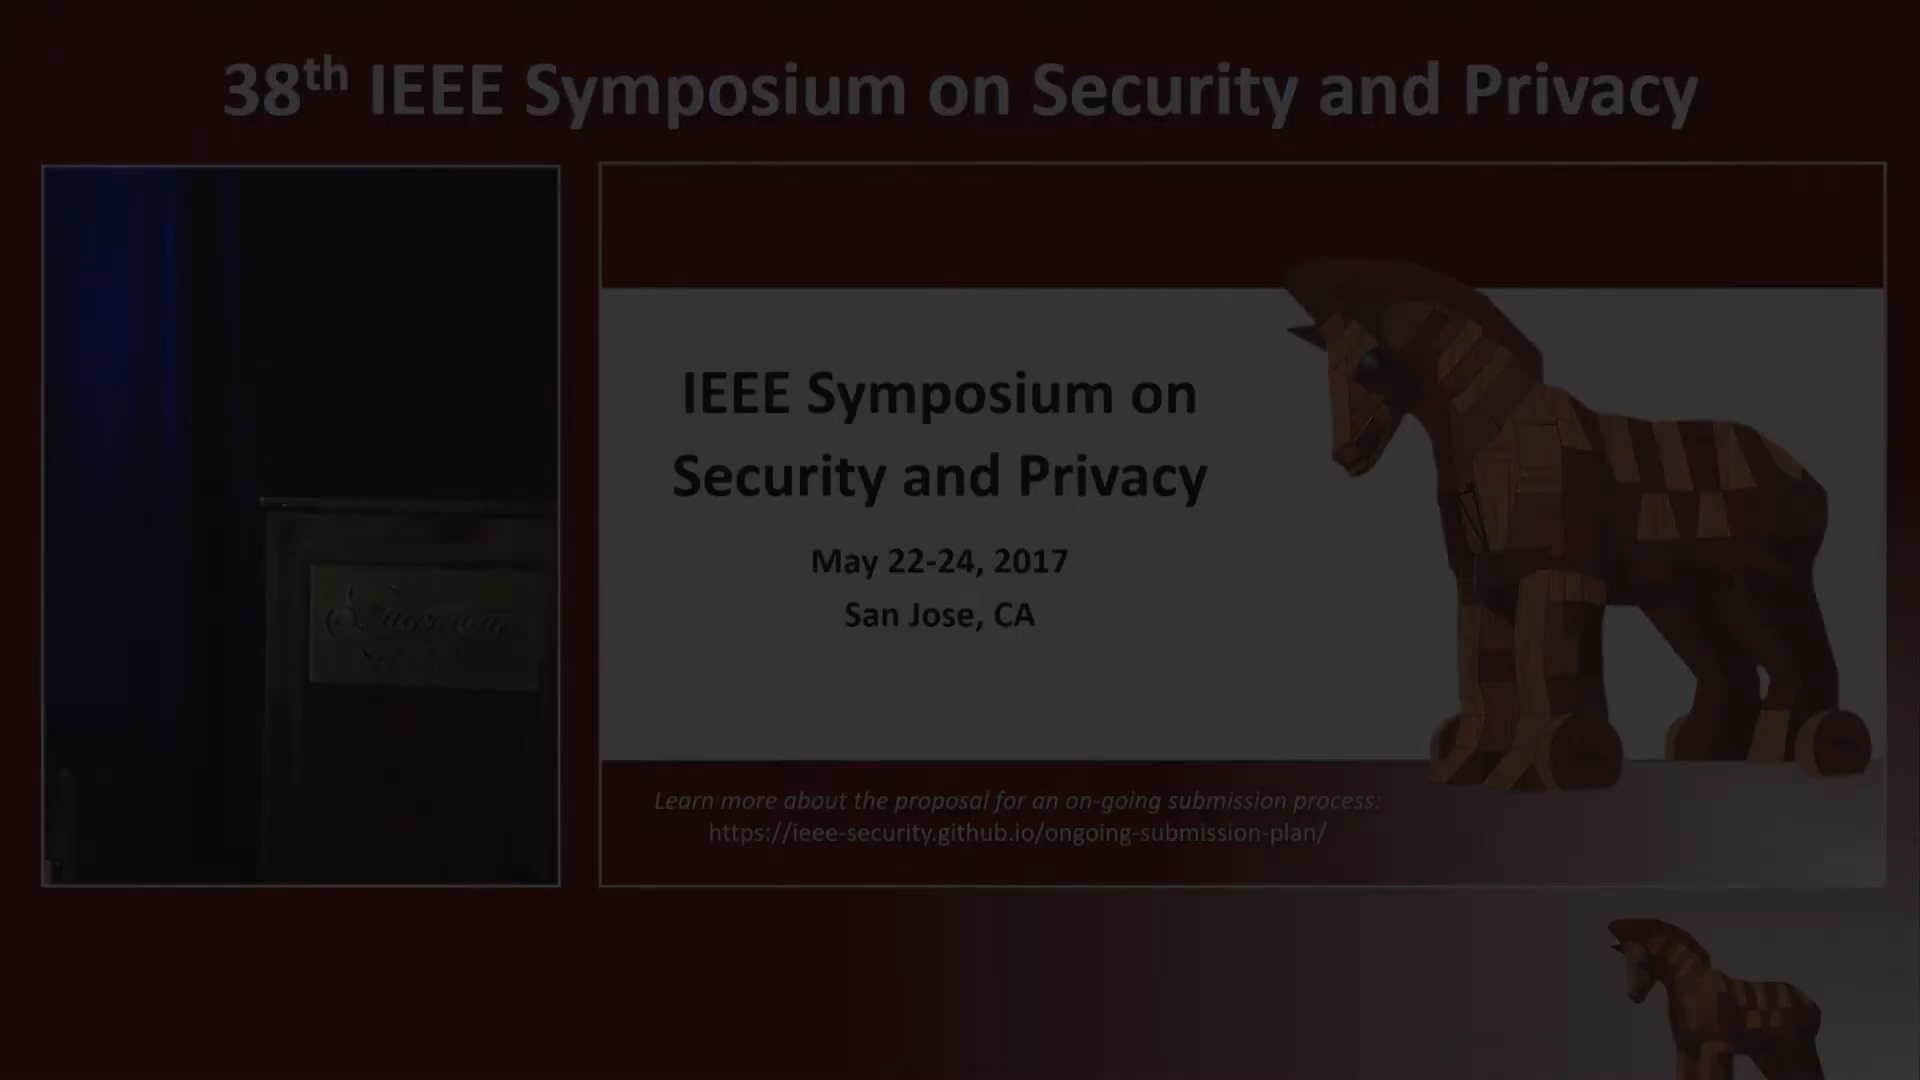 38th IEEE Symposium on Security and Privacy
IEEE Symposium on
Security and Privacy
May 22-24, 2017
San Jose, CA
Learn more about the proposal for an on-going submission process:
https://ieee-security.github.io/ongoing-submission-plan/